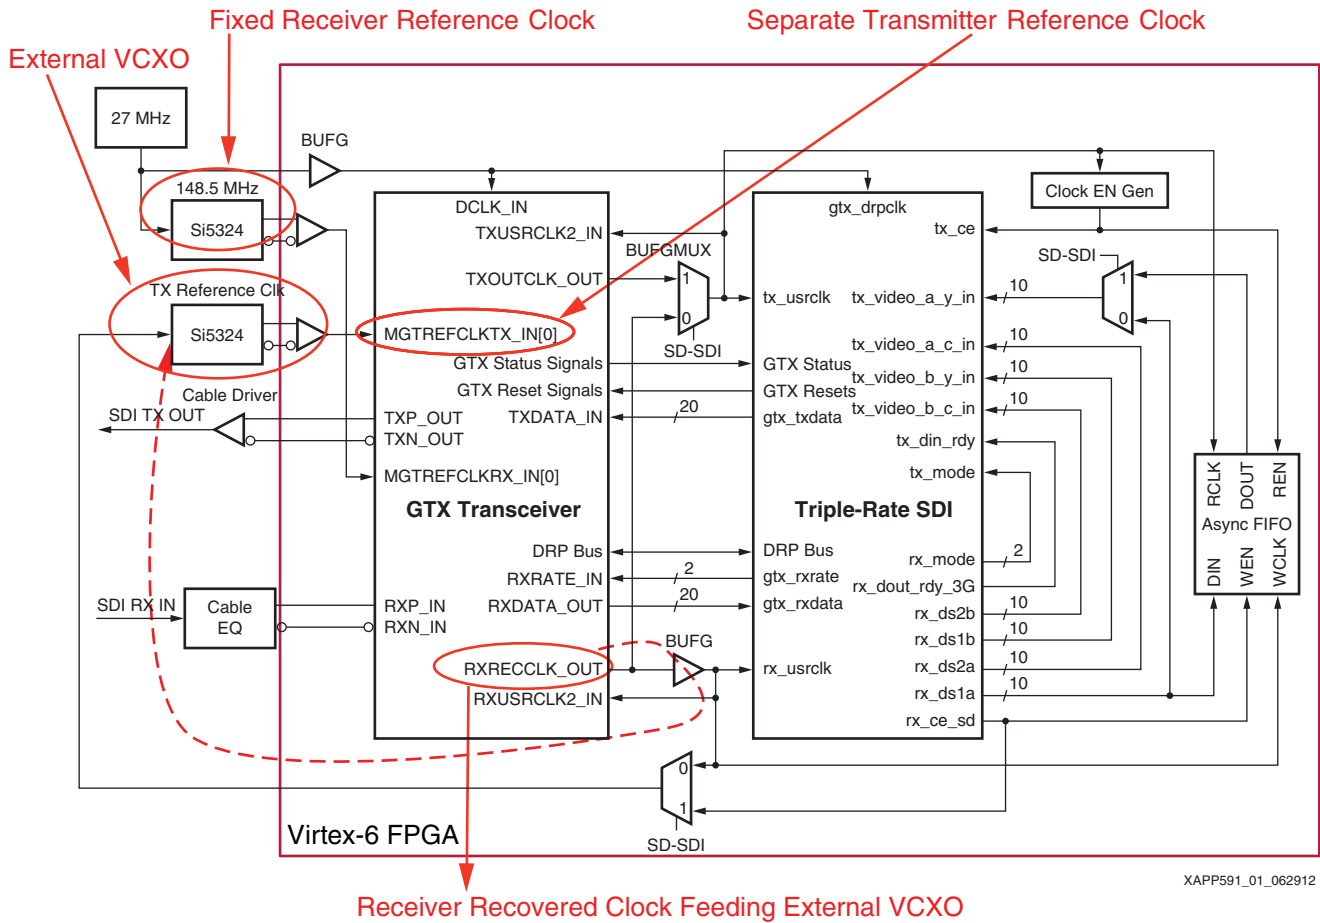 Fixed Receiver Reference Clock
Separate Transmitter Reference Clock
External VCXO
27 MHz
BUFG
148.5 MHz
Si5324
DCLK_IN
gtx_drpclk
Clock EN Gen
TXUSRCLK2_IN
tx_ce
BUFGMUX
SD-SDI
TXOUTCLK_OUT
1
0
tx_usrclk
tx_video_a_y_in
10
1
0
TX Reference Clk
Si5324
MGTREFCLKTX_IN[0]
SD-SDI
tx_video_a_c_in
10
GTX Status Signals
GTX Status
tx_video_b_y_in
10
GTX Reset Signals
GTX Resets
tx_video_b_c_in
10
Cable Driver
SDI TX OUT
TXP_OUT
TXN_OUT
TXDATA_IN
20
gtx_txdata
tx_din_rdy
tx_mode
MGTREFCLKRX_IN[0]
GTX Transceiver
Triple-Rate SDI
RCLK
DOUT
REN
Async FIFO
DIN
WEN
WCLK
DRP Bus
DRP Bus
rx_mode
2
RXRATE_IN
2
gtx_rxrate
rx_dout_rdy_3G
SDI RX IN
Cable
EQ
RXP_IN
RXN_IN
RXDATA_OUT
20
gtx_rxdata
rx_ds2b
10
rx_ds1b
10
RXRECCLK_OUT
BUFG
rx_usrclk
rx_ds2a
10
RXUSRCLK2_IN
rx_ds1a
10
rx_ce_sd
0
1
SD-SDI
Virtex-6 FPGA
XAPP591_01_062912
Receiver Recovered Clock Feeding External VCXO